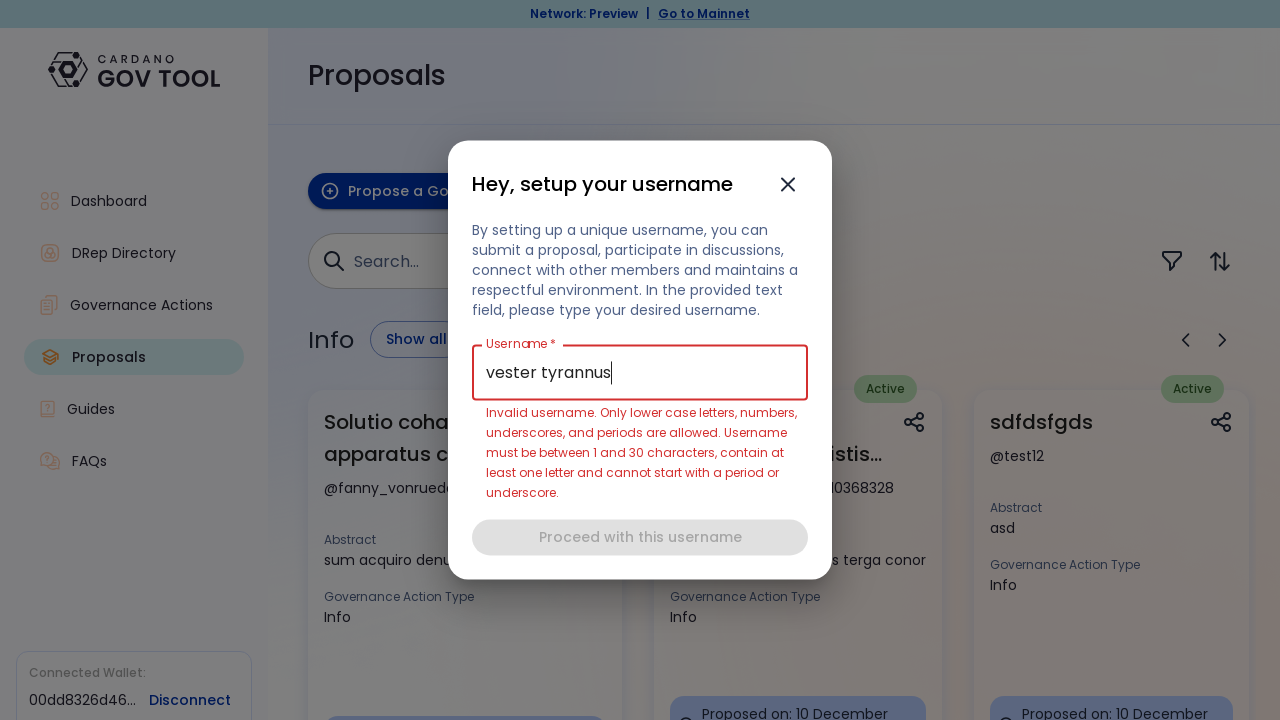 Network: Preview | Go to Mainnet
CARDANO
GOV TOOL
Dashboard
DRep Directory
Governance Actions
Proposals
Guides
FAQs
Connected Wallet:
00dd8326d46... Disconnect
Proposals
Propose a Go
Search...
Info
Show all
Hey, setup your username
By setting up a unique username, you can
submit a proposal, participate in discussions,
connect with other members and maintains a
respectful environment. In the provided text
field, please type your desired username.
Username *
vester tyrannus
Invalid username. Only lower case letters, numbers,
underscores, and periods are allowed. Username
must be between 1 and 30 characters, contain at
least one letter and cannot start with a period or
underscore.
Proceed with this username
Solutio coha
apparatus c
@fanny_vonrued
Abstract
sum acquiro denu
Governance Action Type
Info
Active
istis...
0368328
s terga conor
Governance Action Type
Info
Proposed on: 10 December
Active
sdfdsfgds
@test12
Abstract
asd
Governance Action Type
Info
Proposed on: 10 December